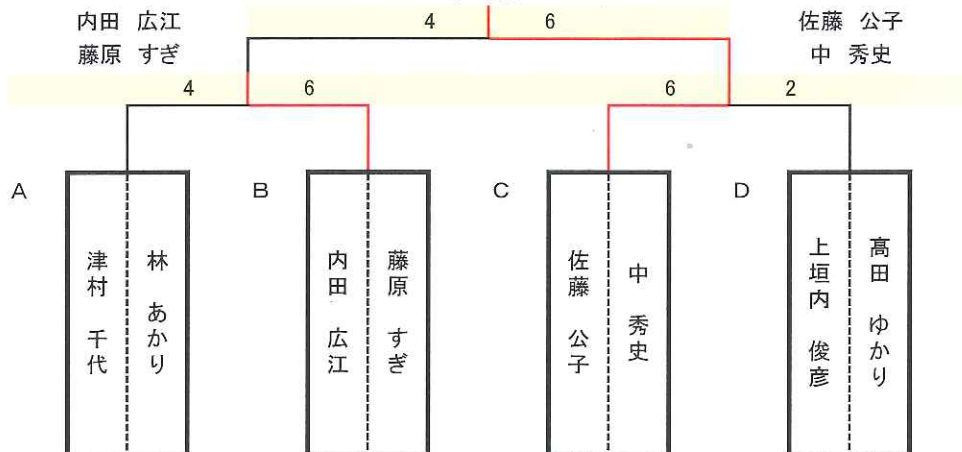 4 6
内田 広江
藤原 すぎ
佐藤 公子
中 秀史
4 6 6 2
A
津村 千代
林 あかり
B
内田 広江
藤原 すぎ
C
佐藤 公子
中 秀史
D
上垣内 俊彦
髙田 ゆかり